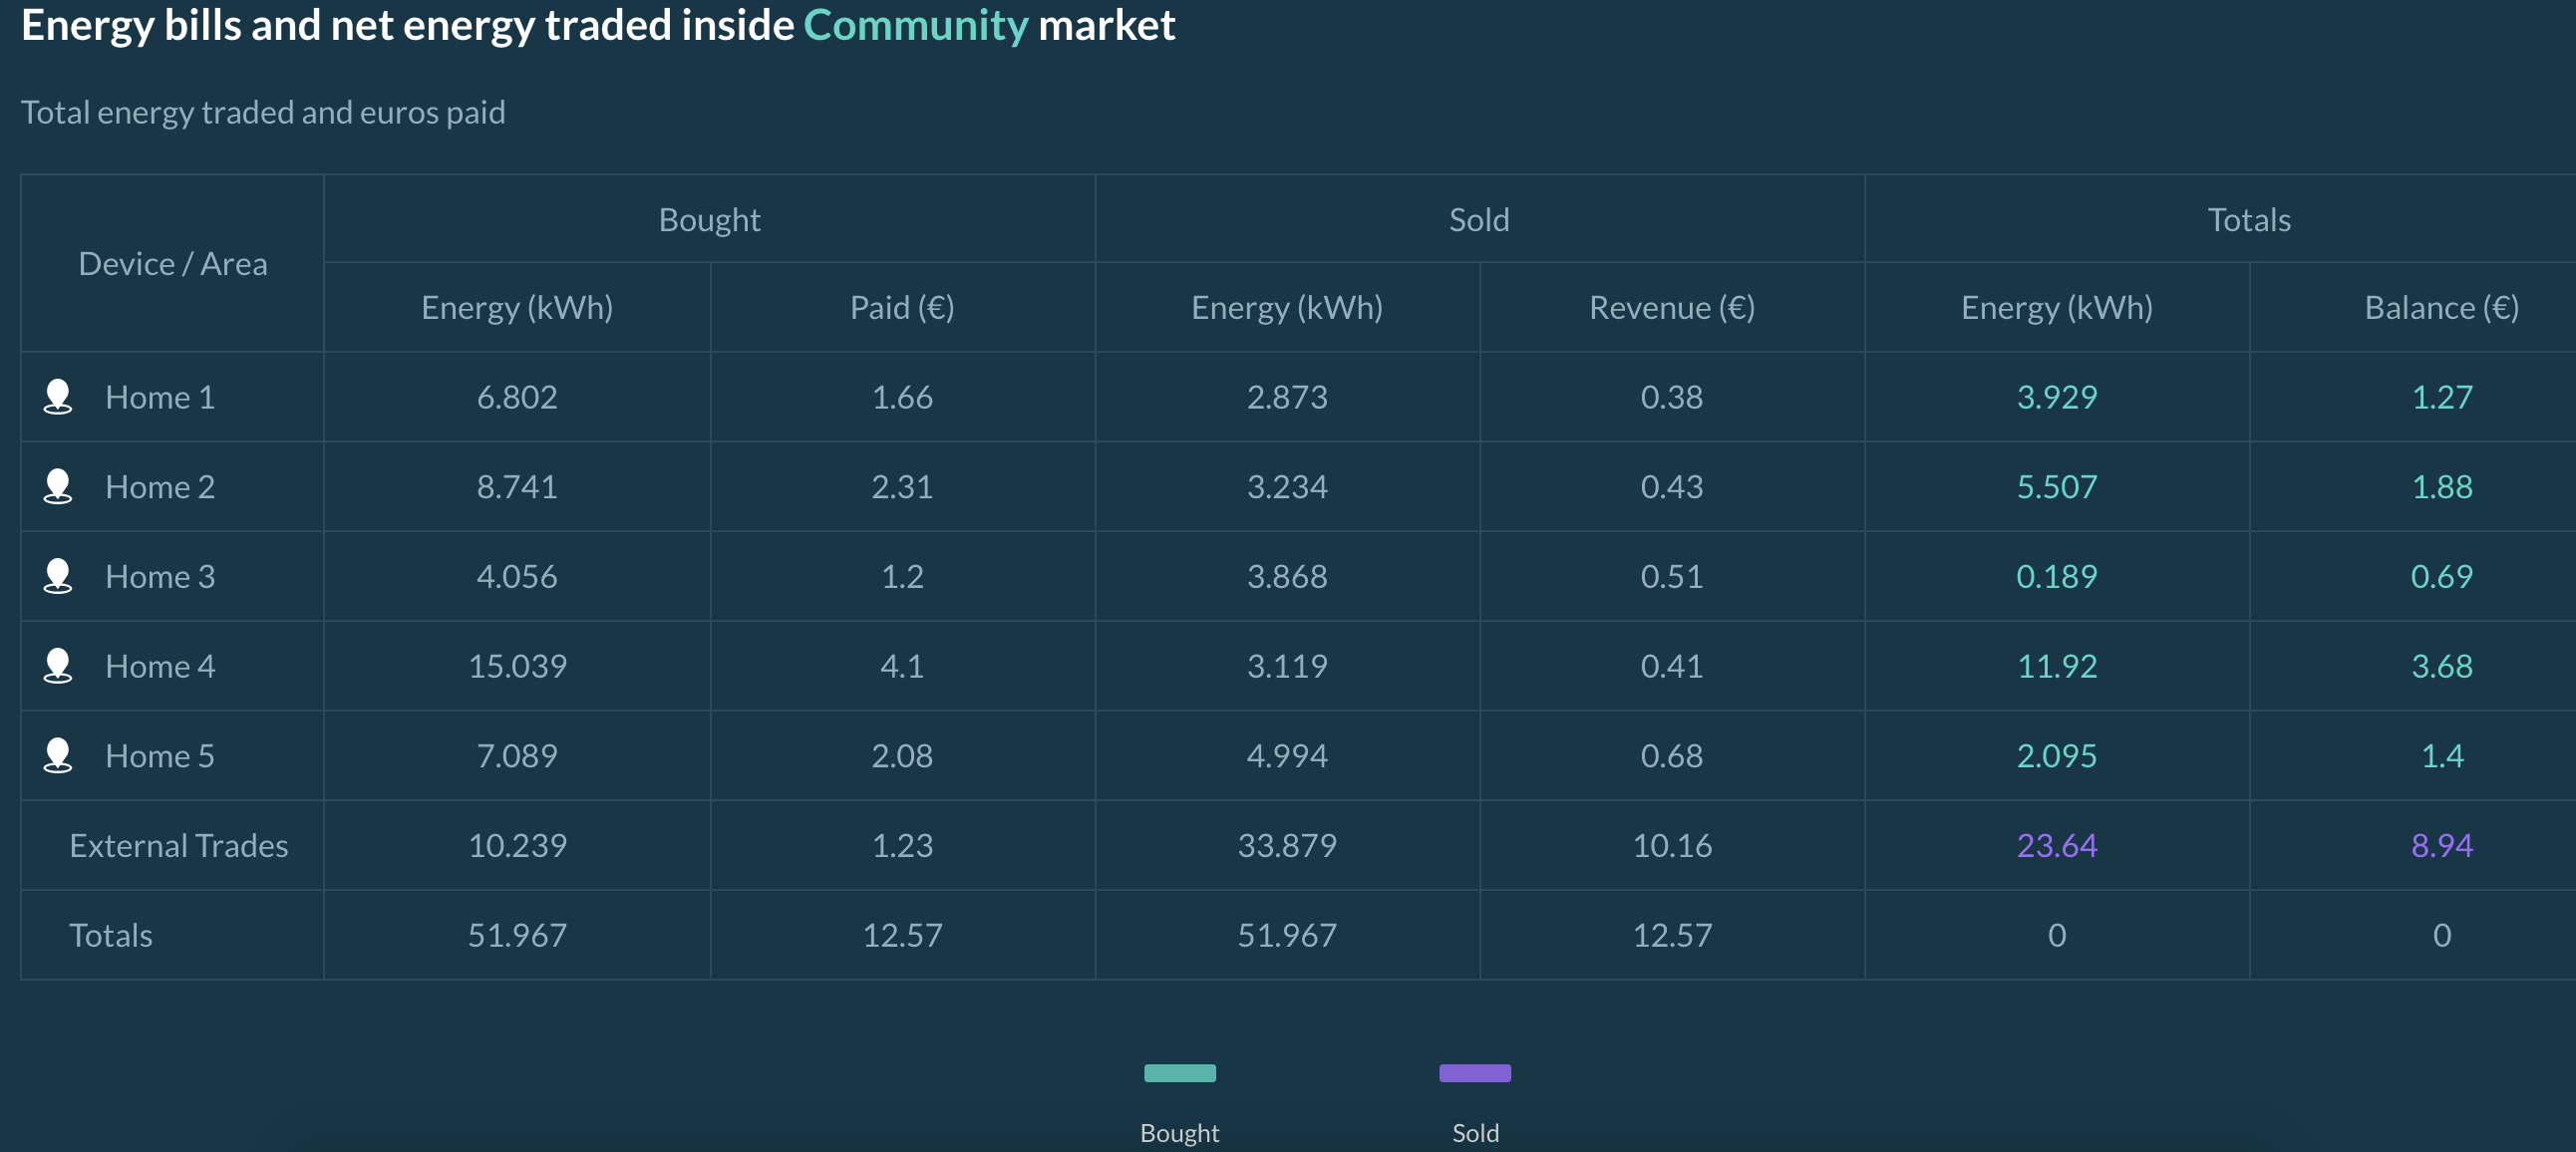 Energy bills and net energy traded inside Community market
Total energy traded and euros paid
Device / Area Bought Sold Totals
Energy (kWh) Paid (€) Energy (kWh) Revenue (€) Energy (kWh) Balance (€)
Home 1 6.802 1.66 2.873 0.38 3.929 1.27
Home 2 8.741 2.31 3.234 0.43 5.507 1.88
Home 3 4.056 1.2 3.868 0.51 0.189 0.69
Home 4 15.039 4.1 3.119 0.41 11.92 3.68
Home 5 7.089 2.08 4.994 0.68 2.095 1.4
External Trades 10.239 1.23 33.879 10.16 23.64 8.94
Totals 51.967 12.57 51.967 12.57 0 0
Bought Sold